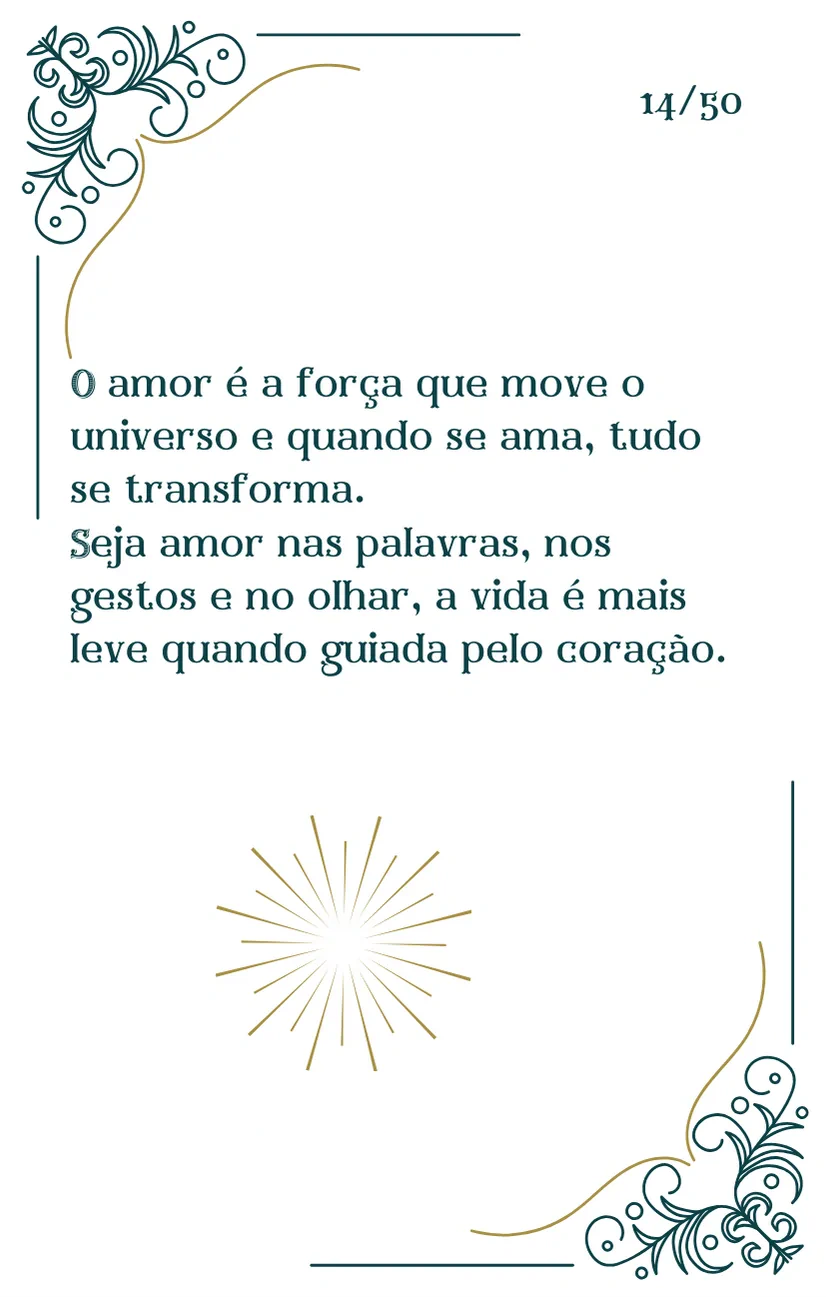 14/50
O amor é a força que move o
universo e quando se ama, tudo
se transforma.
Seja amor nas palavras, nos
gestos e no olhar, a vida é mais
leve quando guiada pelo coração.